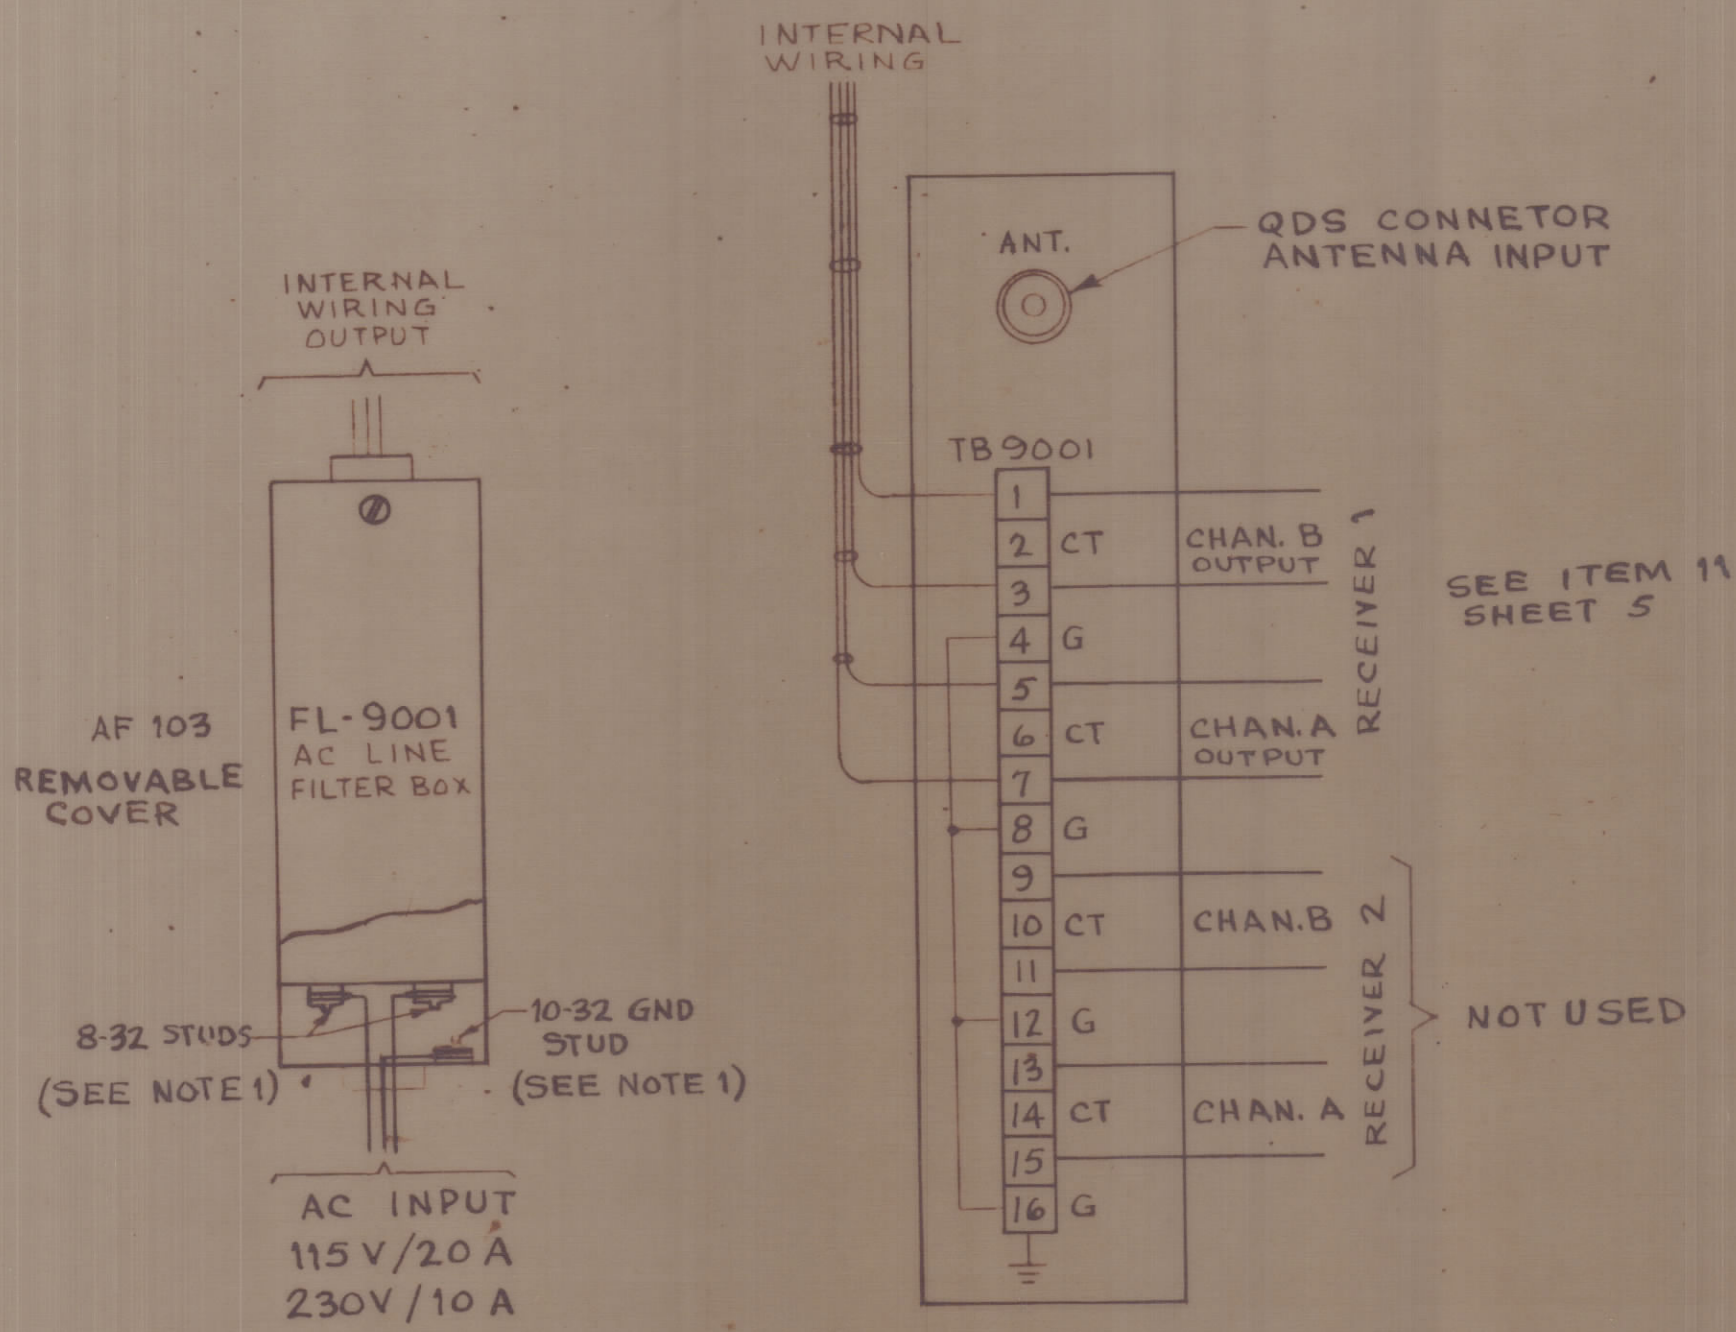 INTERNAL
WIRING
OUTPUT
AF 103
REMOVABLE
COVER
FL-9001
AC LINE
FILTER BOX
8-32 STUDS
(SEE NOTE 1)
10-32 GND
STUD
(SEE NOTE 1)
AC INPUT
115 V/20 A
230V/10 A
INTERNAL
WIRING
ANT.
QDS CONNETOR
ANTENNA INPUT
TB 9001
1
2 CT
3
4 G
5
6 CT
7
8 G
9
10 CT
11
12 G
13
14 CT
15
16 G
CHAN. B
OUTPUT
CHAN. A
OUTPUT
RECEIVER 1
SEE ITEM 11
SHEET 5
CHAN. B
CHAN. A
RECEIVER 2
NOT USED